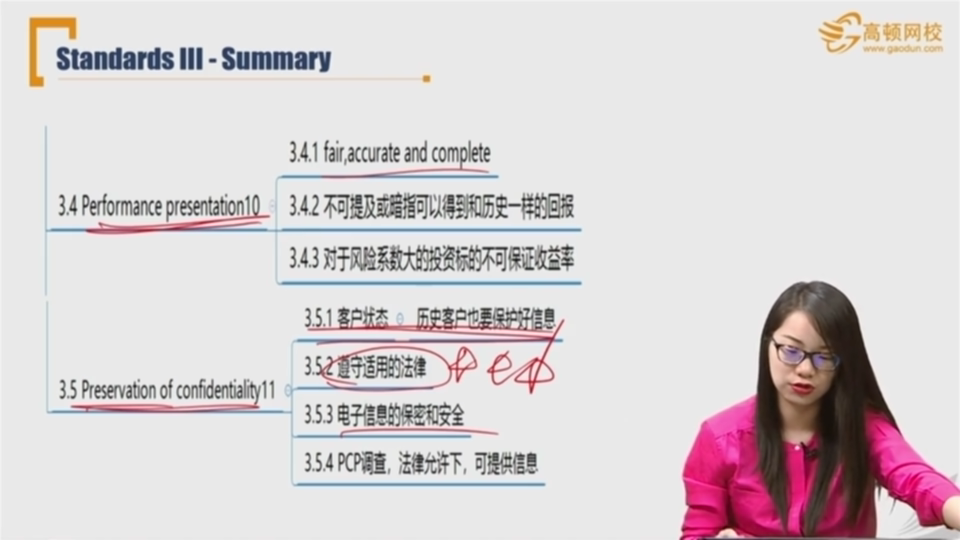 Standards III - Summary
高顿网校
www.gaodun.com
3.4 Performance presentation10
3.4.1 fair,accurate and complete
3.4.2 不可提及或暗指可以得到和历史一样的回报
3.4.3 对于风险系数大的投资标的不可保证收益率
3.5 Preservation of confidentiality11
3.5.1 客户状态 历史客户也要保护好信息
3.5.2 遵守适用的法律
3.5.3 电子信息的保密和安全
3.5.4 PCP调查，法律允许下，可提供信息